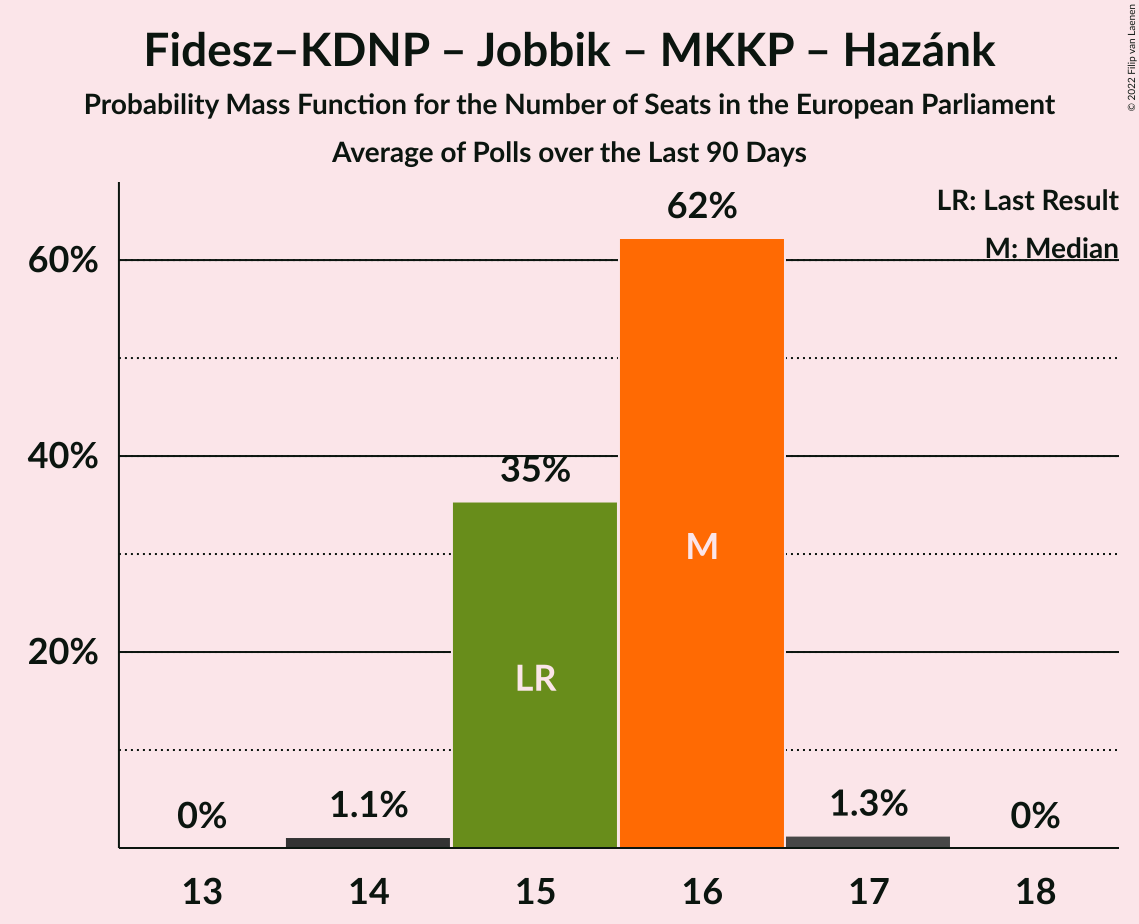 Fidesz–KDNP – Jobbik – MKKP – Hazánk
Probability Mass Function for the Number of Seats in the European Parliament
Average of Polls over the Last 90 Days
© 2022 Filip van Laenen
LR: Last Result
M: Median
62%
60%
40%
35%
M
20%
LR
0%
1.1%
1.3%
0%
13 14 15 16 17 18